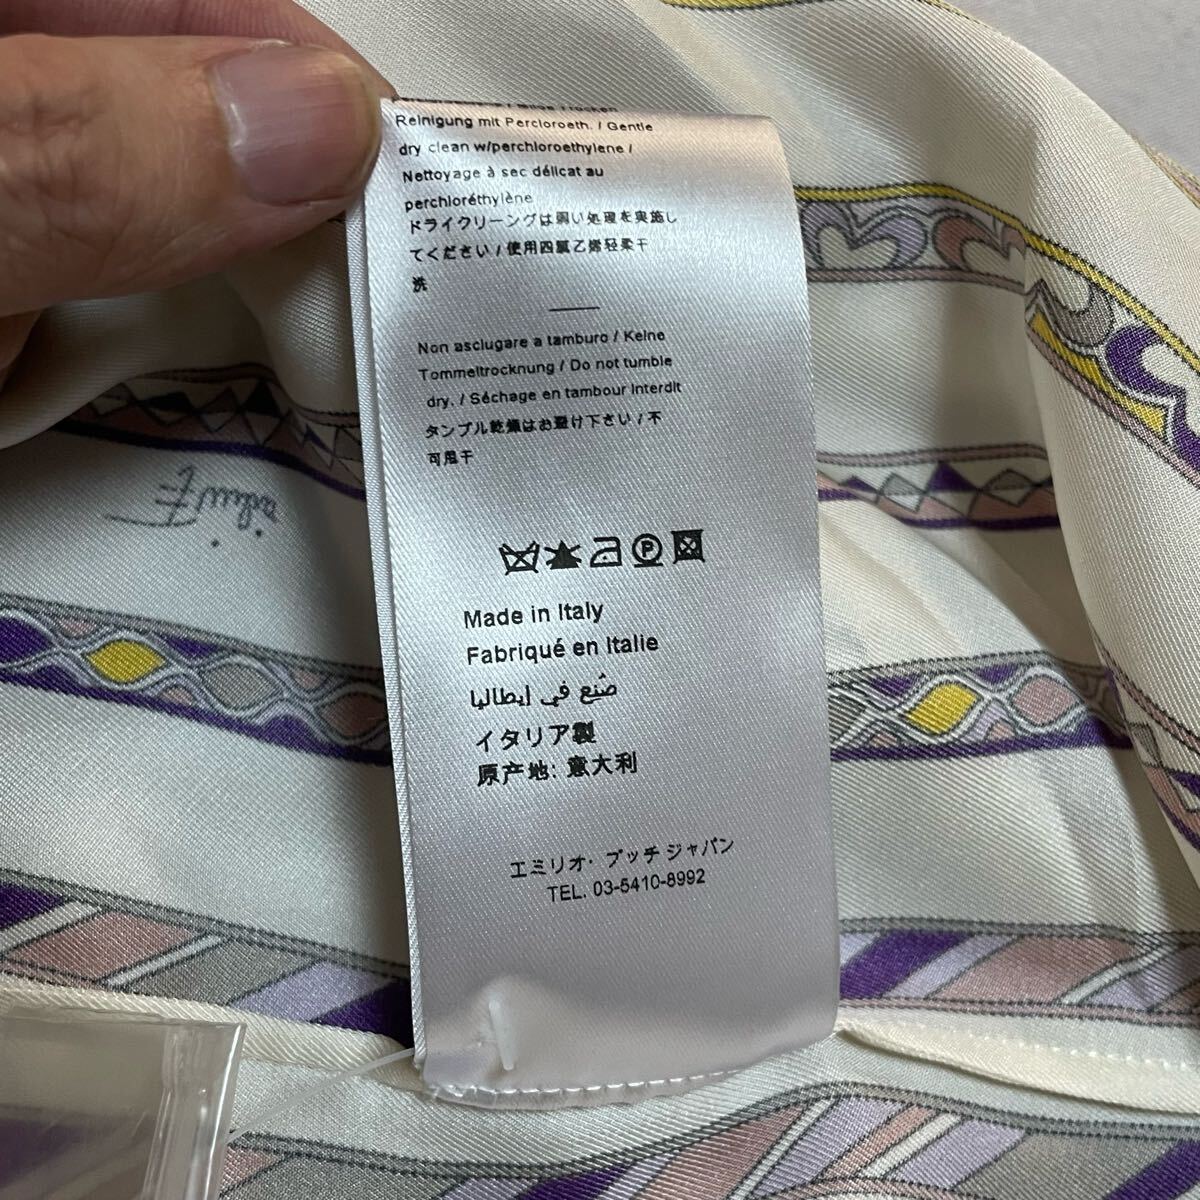 Reinigung mit Percloroeth. / Gentle
dry clean w/perchloroethylene /
Nettoyage à sec délicat au
perchloréthylène
ドライクリーングは弱い処理を実施し
てください / 使用四氯乙烯轻柔干
洗
Non asciugare a tamburo / Keine
Tommeltrocknung / Do not tumble
dry. / Séchage en tambour interdit
タンブル乾燥はお避け下さい / 不
可甩干
P
Made in Italy
Fabriqué en Italie
صُنع في إيطاليا
イタリア製
原产地: 意大利
エミリオ・プッチ ジャパン
TEL. 03-5410-8992
Emilio